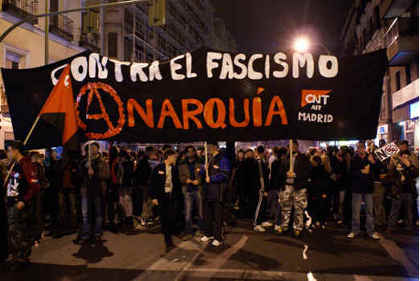 CONTRA EL FASCISMO
ANARQUÍA
CNT
AIT
MADRID